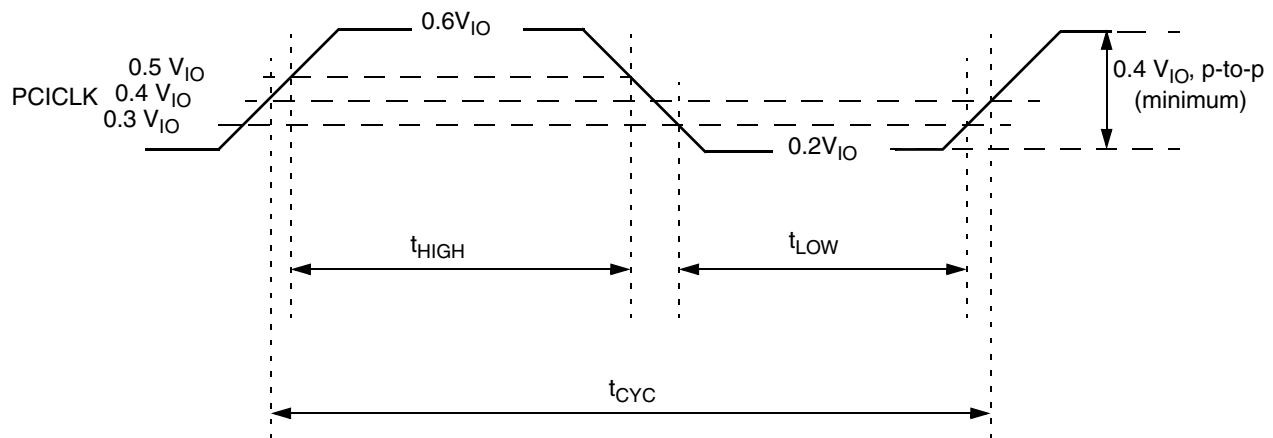 0.6V_IO
0.5 V_IO
PCICLK 0.4 V_IO
0.3 V_IO
0.4 V_IO, p-to-p
(minimum)
0.2V_IO
t_HIGH
t_LOW
t_CYC